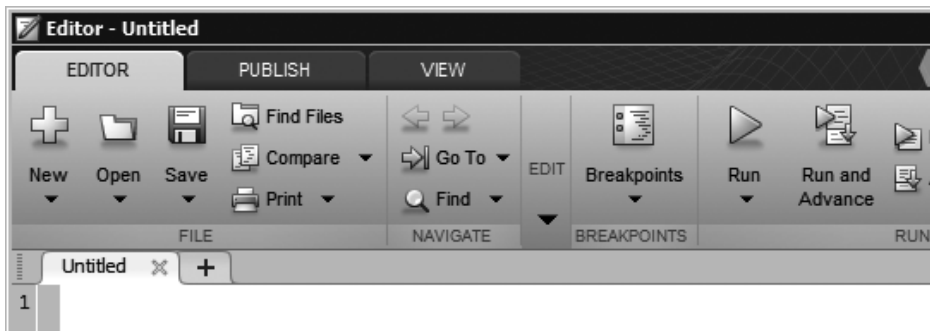 Editor - Untitled
EDITOR PUBLISH VIEW
Find Files
Compare Go To
New Open Save EDIT Breakpoints Run Run and Advance
Print Find
FILE NAVIGATE BREAKPOINTS RUN
Untitled +
1